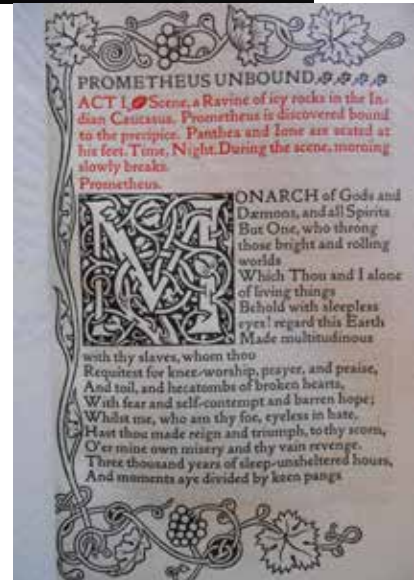 PROMETHEUS UNBOUND.
ACT I. Scene, a Ravine of icy rocks in the In-
dian Caucasus. Prometheus is discovered bound
to the precipice. Panthea and Ione are seated at
his feet. Time, Night. During the scene, morning
slowly breaks.
Prometheus.
MONARCH of Gods and
Dæmons, and all Spirits
But One, who throng
those bright and rolling
worlds
Which Thou and I alone
of living things
Behold with sleepless
eyes! regard this Earth
Made multitudinous
with thy slaves, whom thou
Requitest for knee-worship, prayer, and praise,
And toil, and hecatombs of broken hearts,
With fear and self-contempt and barren hope;
Whilst me, who am thy foe, eyeless in hate,
Hast thou made reign and triumph, to thy scorn,
O'er mine own misery and thy vain revenge.
Three thousand years of sleep-unsheltered hours,
And moments aye divided by keen pangs